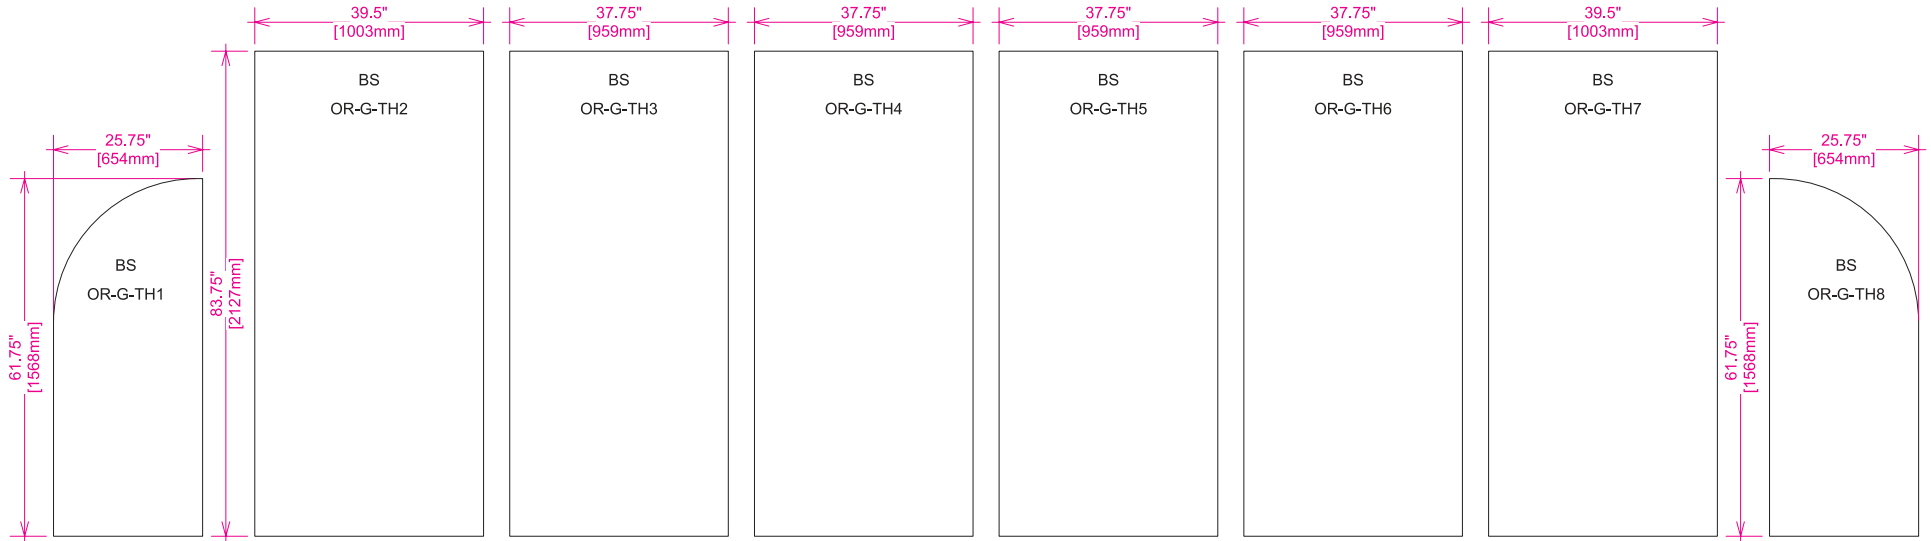 39.5"
[1003mm]
37.75"
[959mm]
37.75"
[959mm]
37.75"
[959mm]
37.75"
[959mm]
39.5"
[1003mm]
BS
OR-G-TH2
BS
OR-G-TH3
BS
OR-G-TH4
BS
OR-G-TH5
BS
OR-G-TH6
BS
OR-G-TH7
25.75"
[654mm]
25.75"
[654mm]
BS
OR-G-TH1
BS
OR-G-TH8
61.75"
[1568mm]
83.75"
[2127mm]
61.75"
[1568mm]